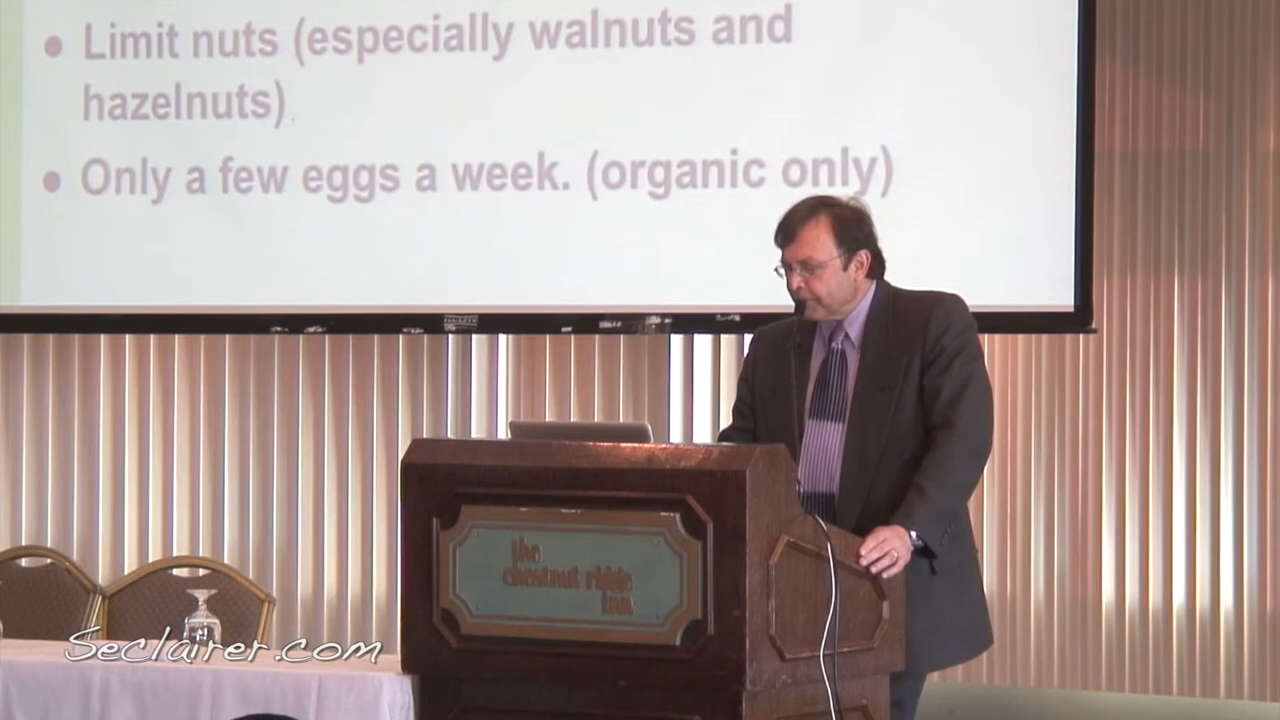 • Limit nuts (especially walnuts and
hazelnuts)
• Only a few eggs a week. (organic only)
the
chestnut ridge
inn
Seclairer.com